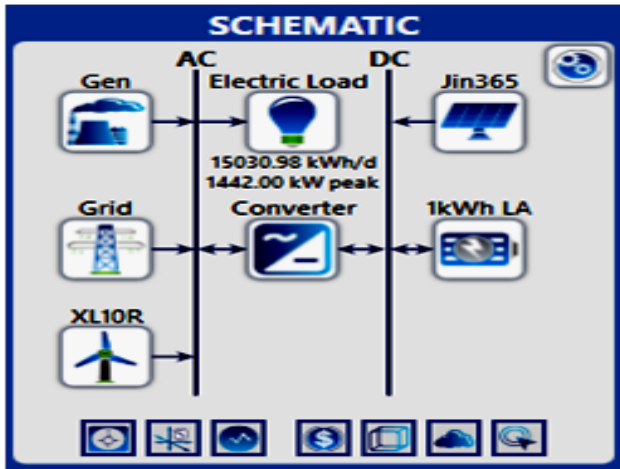 SCHEMATIC
AC DC
Gen Electric Load Jin365
15030.98 kWh/d
1442.00 kW peak
Grid Converter 1kWh LA
XL10R